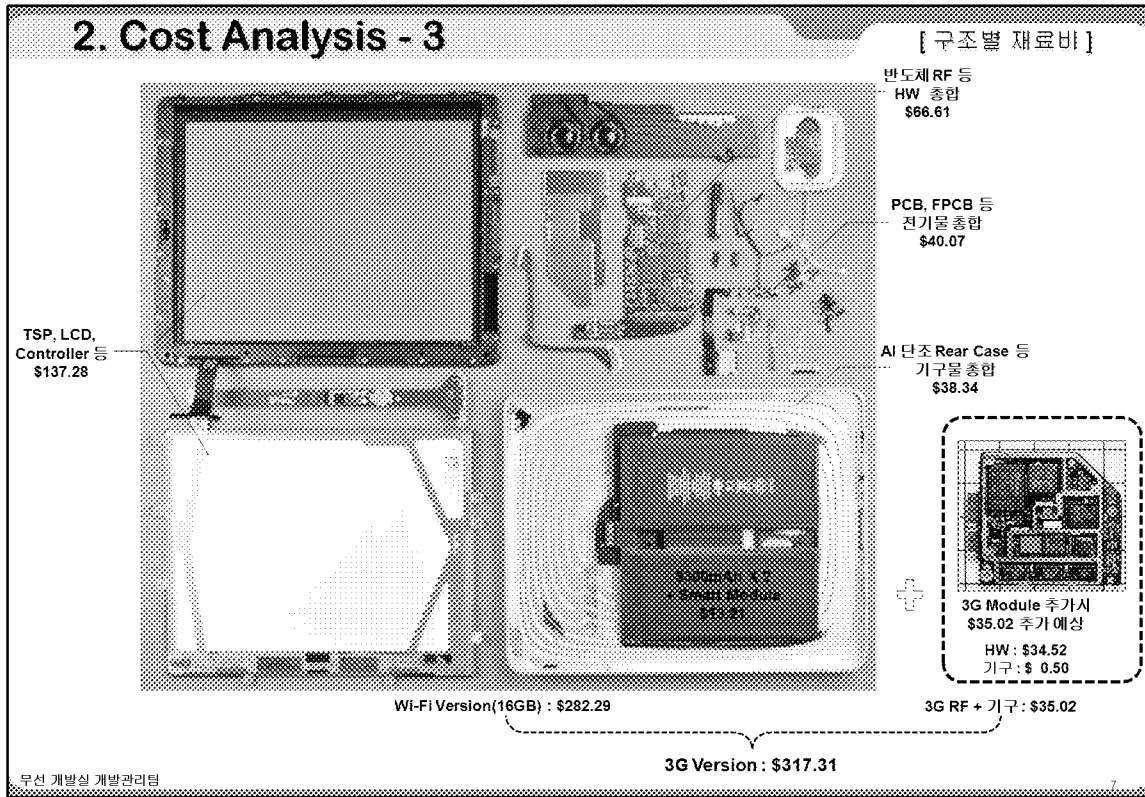 2. Cost Analysis - 3
[ 구조별 재료비 ]
반도체 RF 등
HW 총합
$66.61
PCB, FPCB 등
전기물 총합
$40.07
TSP, LCD,
Controller 등
$137.28
Al 단조 Rear Case 등
기구물 총합
$38.34
+ Smart Module
3G Module 추가시
$35.02 추가 예상
HW : $34.52
기구 : $ 0.50
Wi-Fi Version(16GB) : $282.29
3G RF + 기구 : $35.02
3G Version : $317.31
무선 개발실 개발관리팀
7